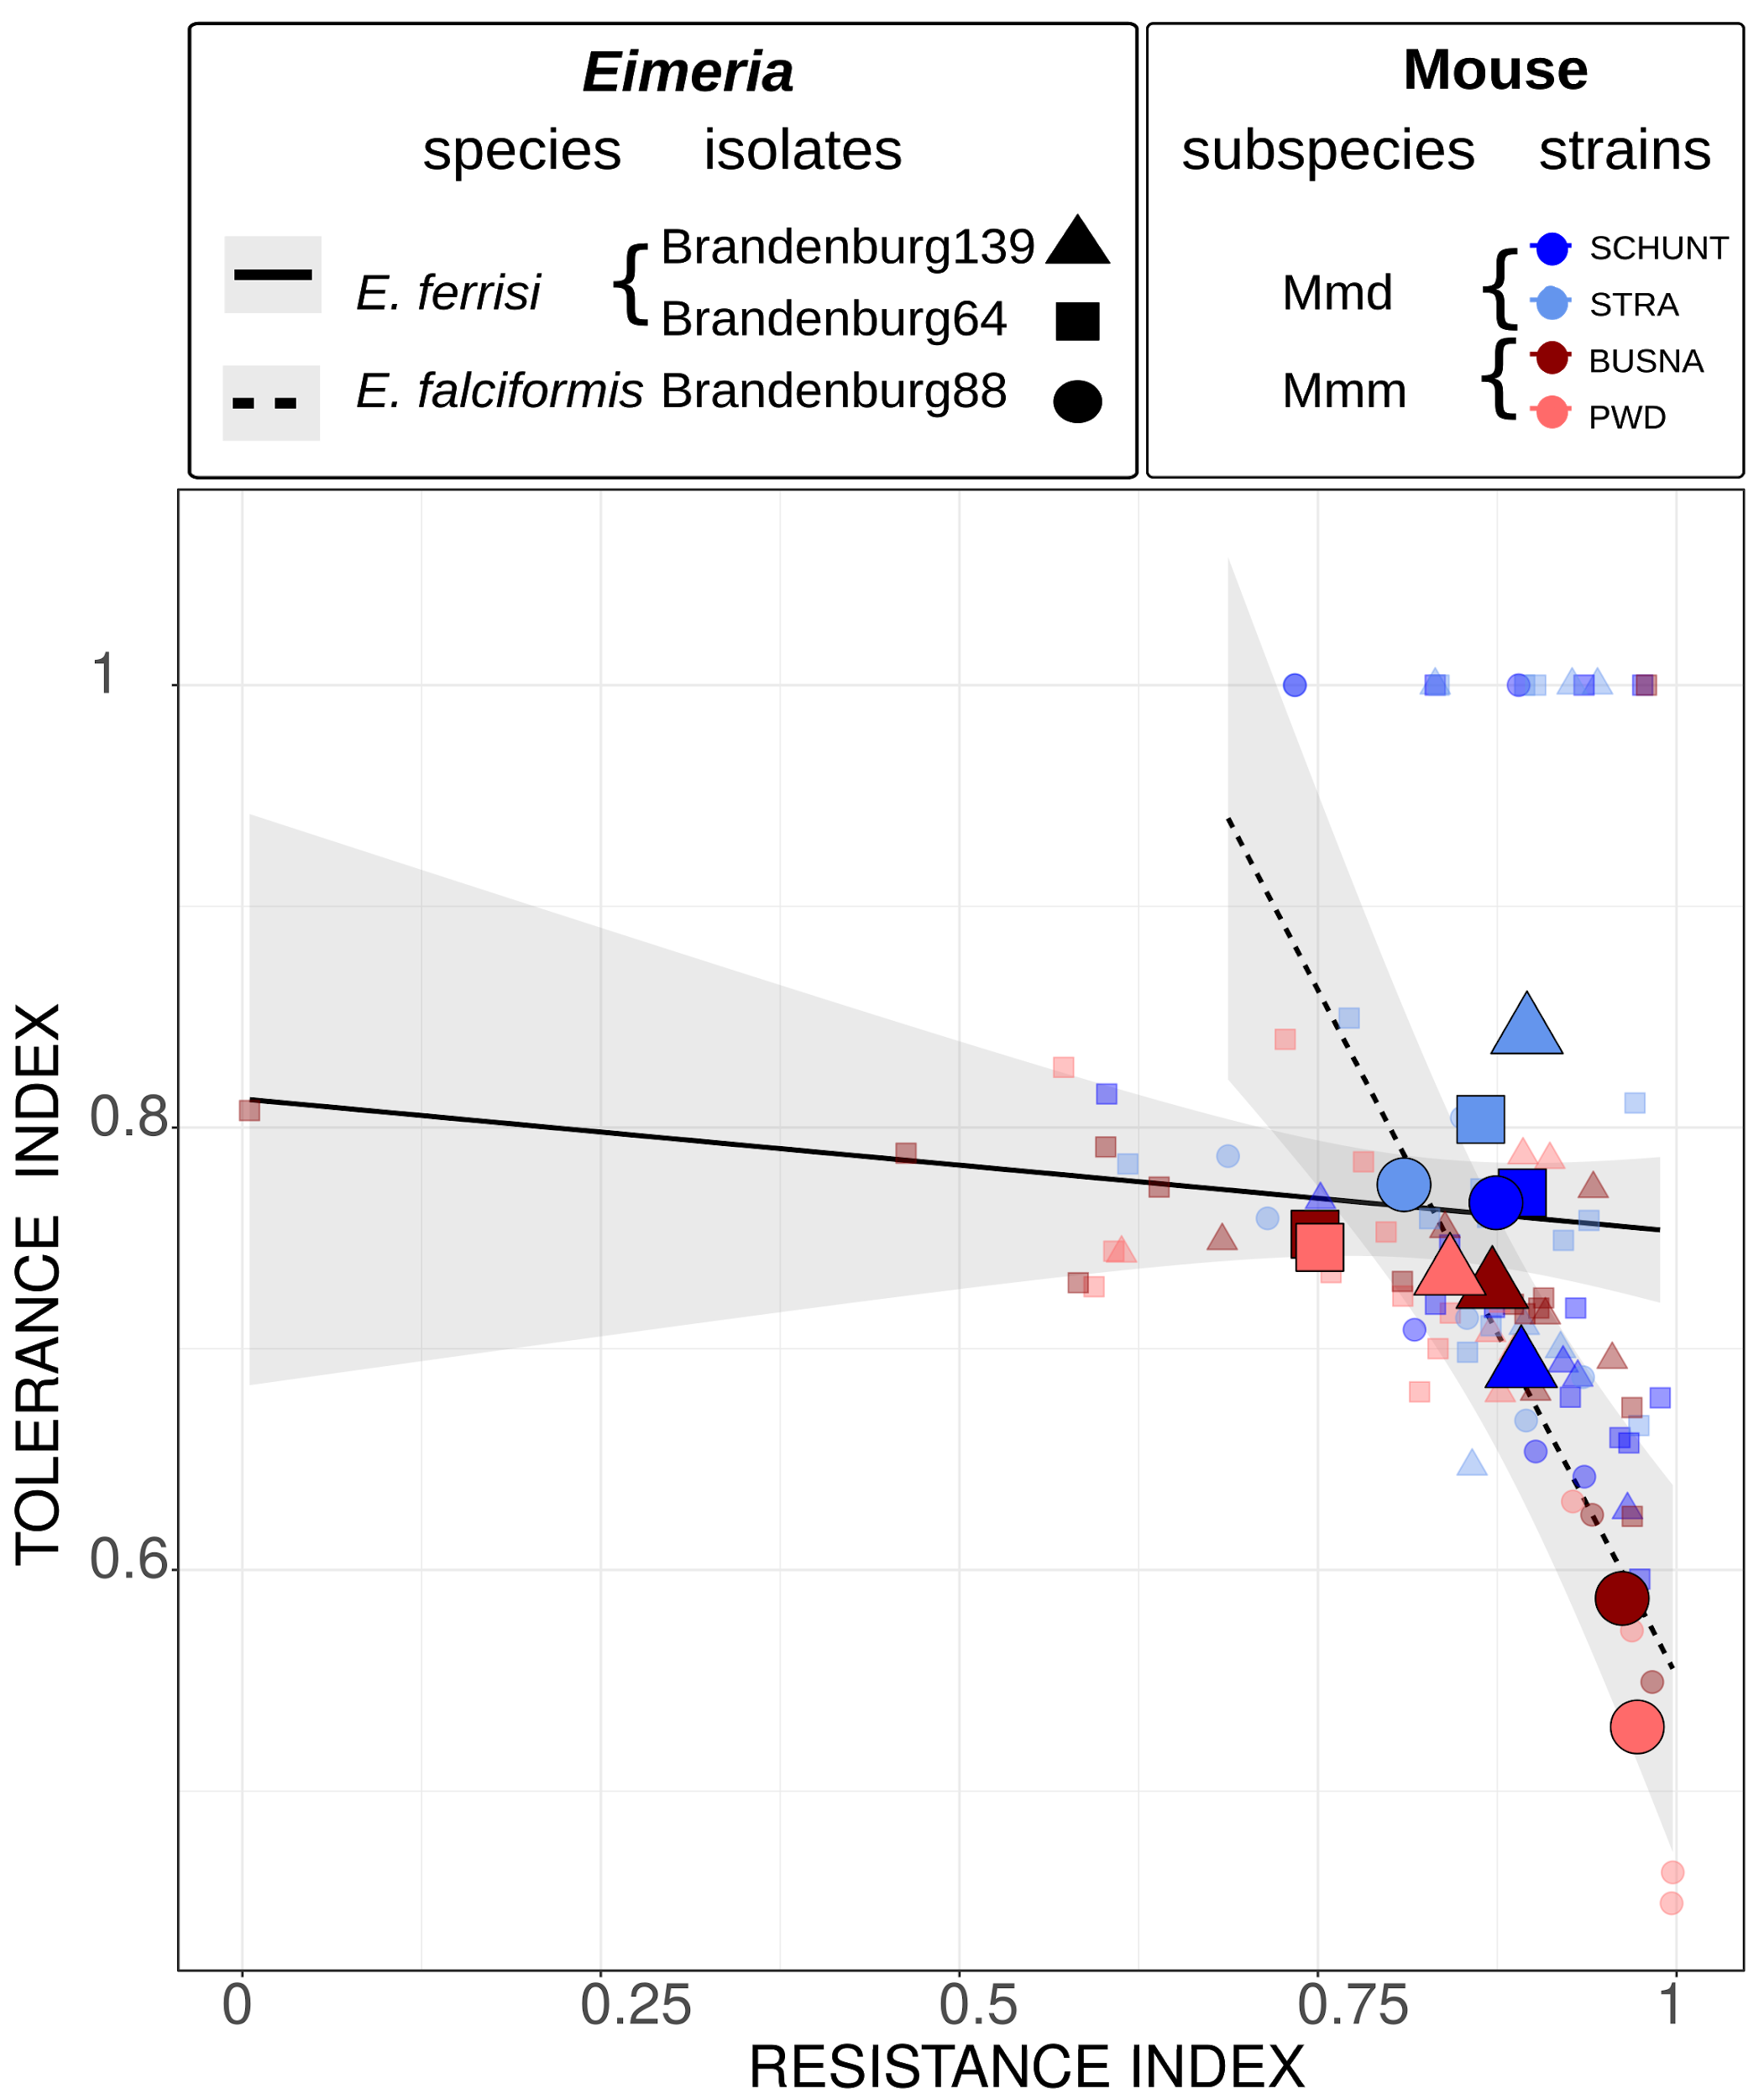 Eimeria
species isolates
E. ferrisi { Brandenburg139
Brandenburg64
E. falciformis Brandenburg88
Mouse
subspecies strains
Mmd { SCHUNT
STRA
Mmm { BUSNA
PWD
TOLERANCE INDEX
1
0.8
0.6
0 0.25 0.5 0.75 1
RESISTANCE INDEX